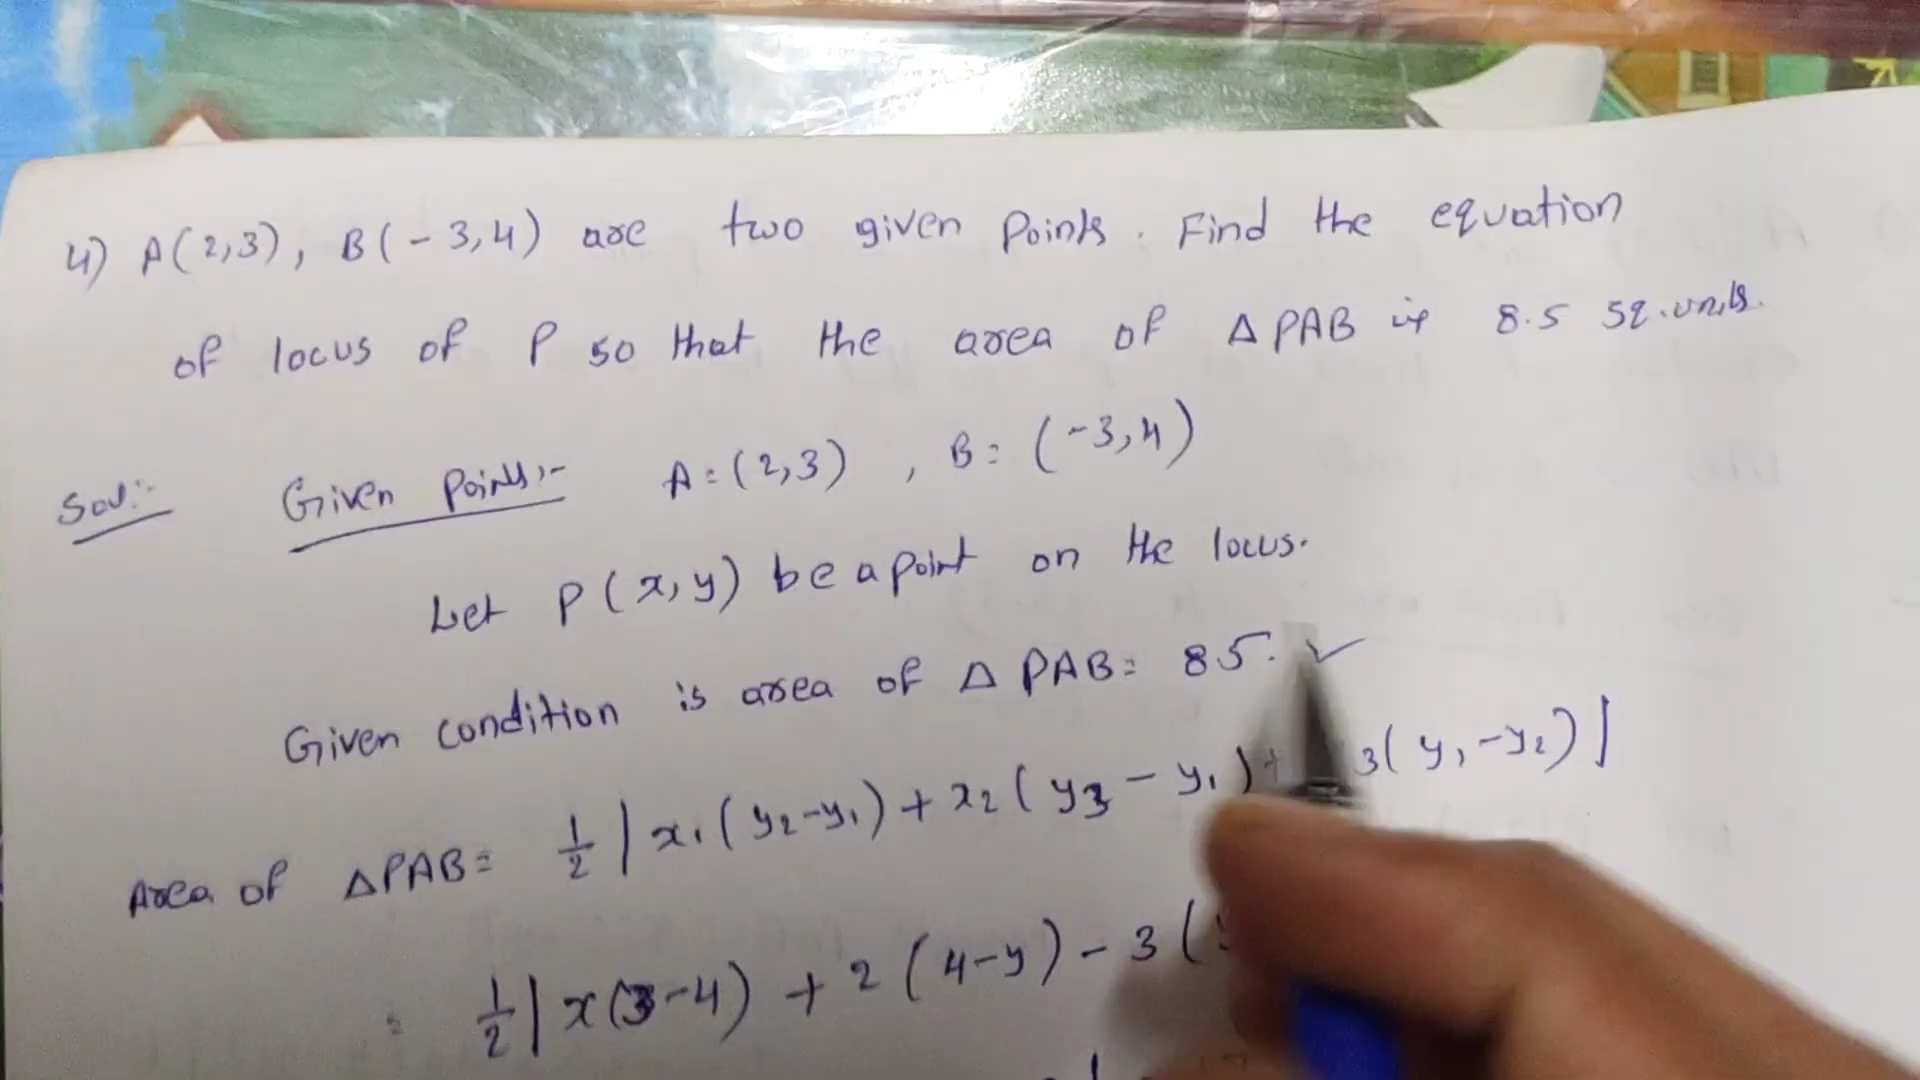 4) A(2,3), B(-3,4) are two given Points. Find the equation
of locus of P so that the area of △PAB is 8.5 sq.units.
Sol:- Given Points:- A=(2,3), B=(-3,4)
Let P(x,y) be a point on the locus.
Given condition is area of △ PAB= 8.5. ✓
Area of △PAB= 1/2 | x1(y2-y1)+x2(y3-y1)+ 3(y1-y2)|
= 1/2 | x(3-4)+2(4-y)-3(